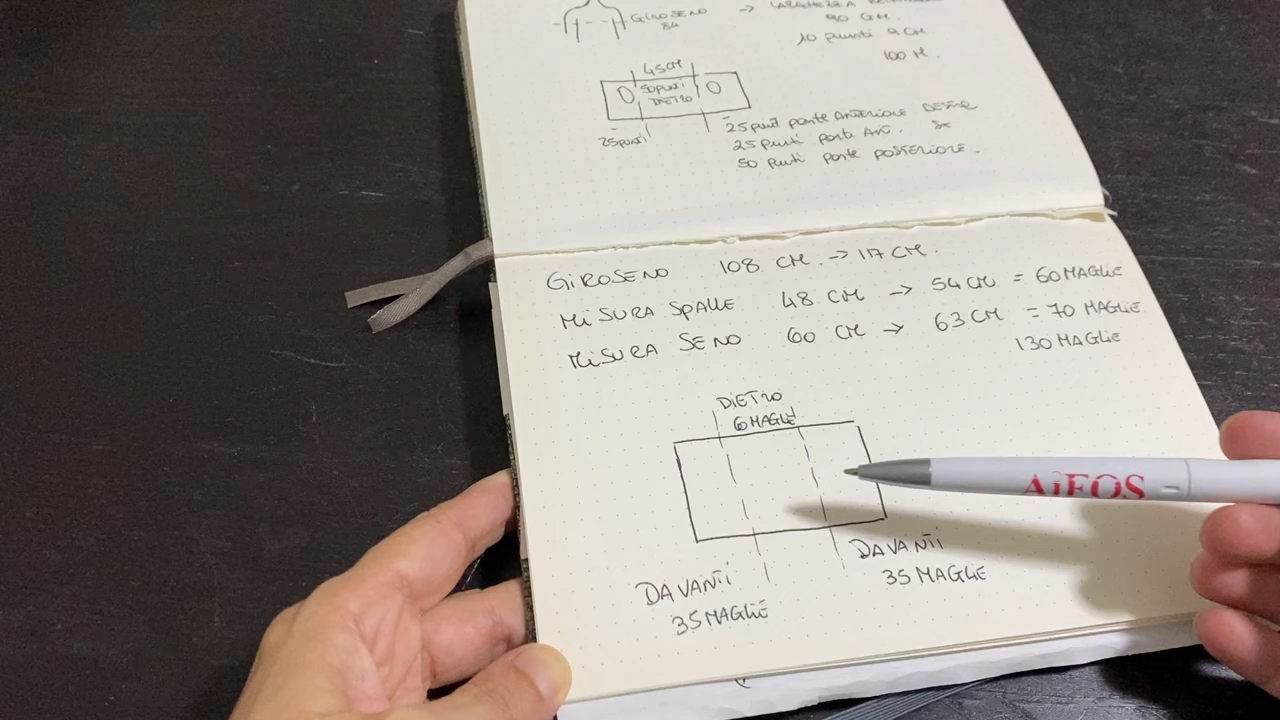 GIROSENO
84
→ LARGHEZZA
90 CM.
10 punti 9 CM
100 M.
45CM
50 PUNTI
DIETRO
25 PUNTI
25 punti parte ANTERIORE DESTRA
25 punti parte ANT. Sx
50 punti parte POSTERIORE.
GIROSENO 108 CM. → 117 CM.
MISURA SPALLE 48 CM → 54 CM = 60 MAGLIE
MISURA SENO 60 CM → 63 CM = 70 MAGLIE
130 MAGLIE
DIETRO
60 MAGLIE
AiFOS
DAVANTI
35 MAGLIE
DAVANTI
35 MAGLIE